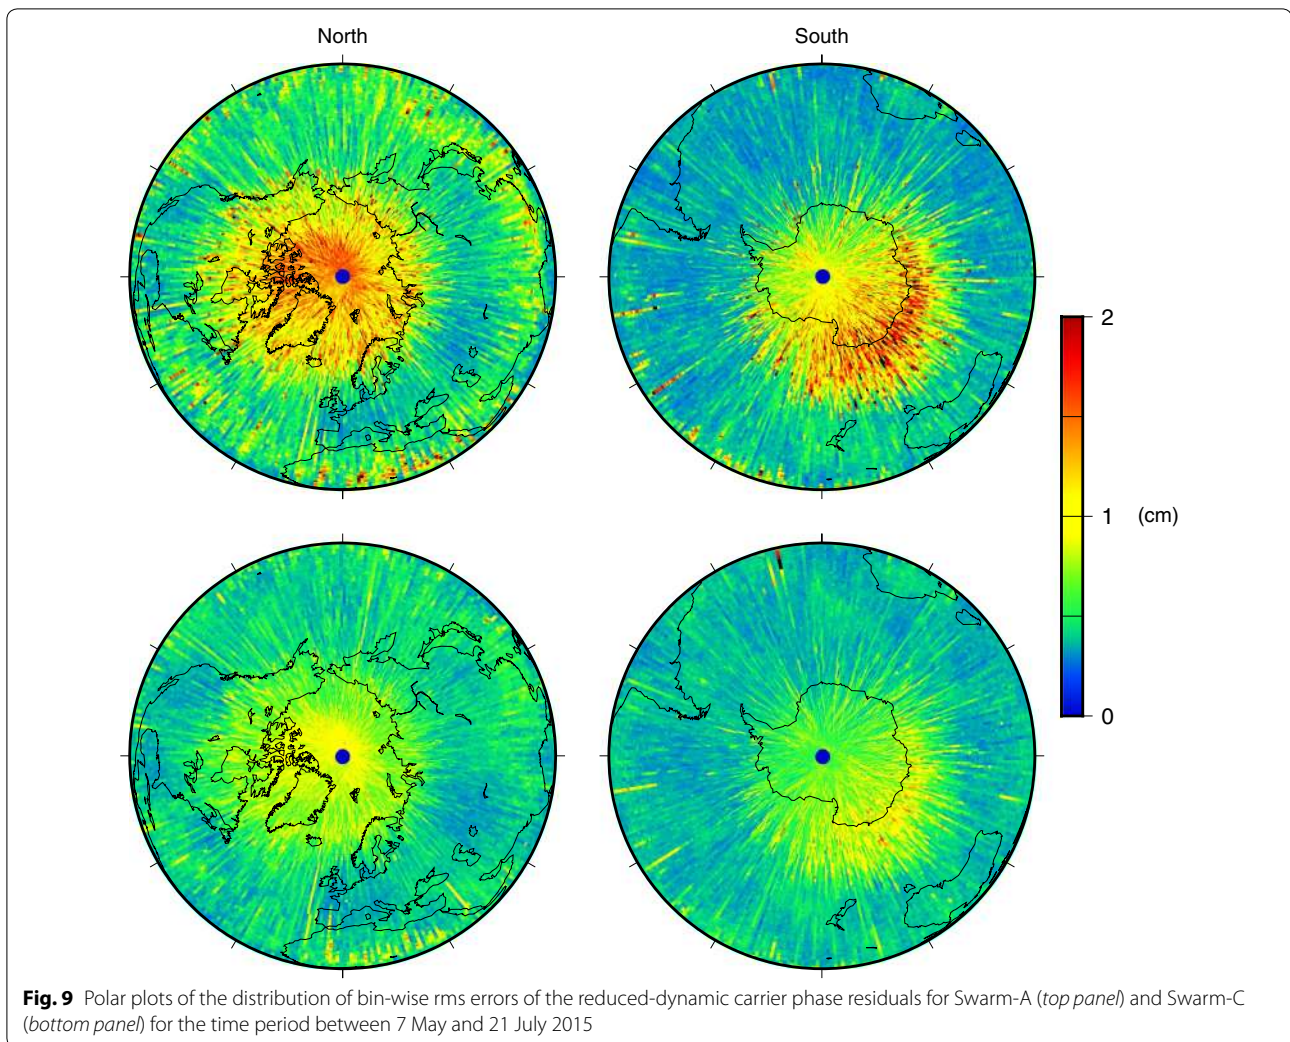 North
South
2
1
(cm)
0
Fig. 9 Polar plots of the distribution of bin-wise rms errors of the reduced-dynamic carrier phase residuals for Swarm-A (top panel) and Swarm-C
(bottom panel) for the time period between 7 May and 21 July 2015